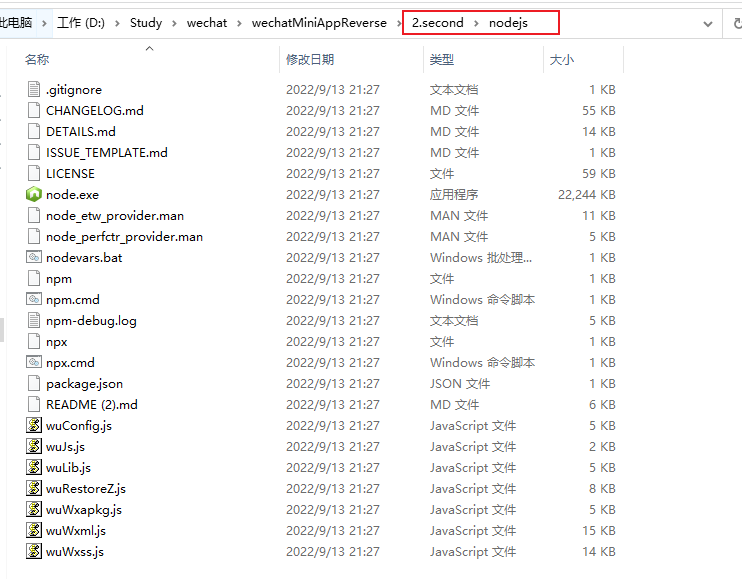 此电脑 › 工作 (D:) › Study › wechat › wechatMiniAppReverse › 2.second › nodejs
名称 修改日期 类型 大小
.gitignore 2022/9/13 21:27 文本文档 1 KB
CHANGELOG.md 2022/9/13 21:27 MD 文件 55 KB
DETAILS.md 2022/9/13 21:27 MD 文件 14 KB
ISSUE_TEMPLATE.md 2022/9/13 21:27 MD 文件 1 KB
LICENSE 2022/9/13 21:27 文件 59 KB
node.exe 2022/9/13 21:27 应用程序 22,244 KB
node_etw_provider.man 2022/9/13 21:27 MAN 文件 11 KB
node_perfctr_provider.man 2022/9/13 21:27 MAN 文件 5 KB
nodevars.bat 2022/9/13 21:27 Windows 批处理... 1 KB
npm 2022/9/13 21:27 文件 1 KB
npm.cmd 2022/9/13 21:27 Windows 命令脚本 1 KB
npm-debug.log 2022/9/13 21:27 文本文档 5 KB
npx 2022/9/13 21:27 文件 1 KB
npx.cmd 2022/9/13 21:27 Windows 命令脚本 1 KB
package.json 2022/9/13 21:27 JSON 文件 1 KB
README (2).md 2022/9/13 21:27 MD 文件 6 KB
wuConfig.js 2022/9/13 21:27 JavaScript 文件 5 KB
wuJs.js 2022/9/13 21:27 JavaScript 文件 2 KB
wuLib.js 2022/9/13 21:27 JavaScript 文件 5 KB
wuRestoreZ.js 2022/9/13 21:27 JavaScript 文件 8 KB
wuWxapkg.js 2022/9/13 21:27 JavaScript 文件 5 KB
wuWxml.js 2022/9/13 21:27 JavaScript 文件 15 KB
wuWxss.js 2022/9/13 21:27 JavaScript 文件 14 KB